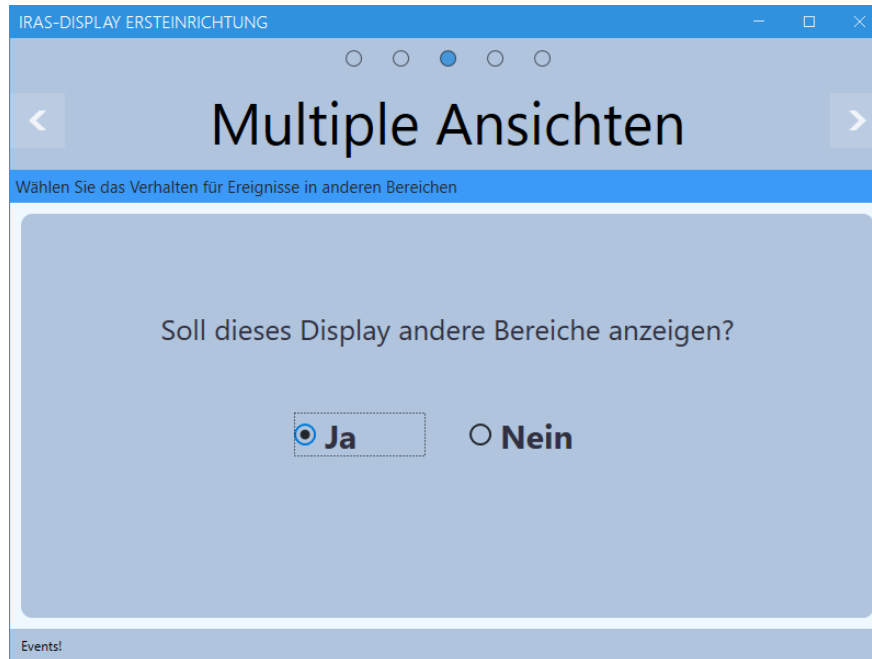 IRAS-DISPLAY ERSTEINRICHTUNG
Multiple Ansichten
Wählen Sie das Verhalten für Ereignisse in anderen Bereichen
Soll dieses Display andere Bereiche anzeigen?
Ja Nein
Events!